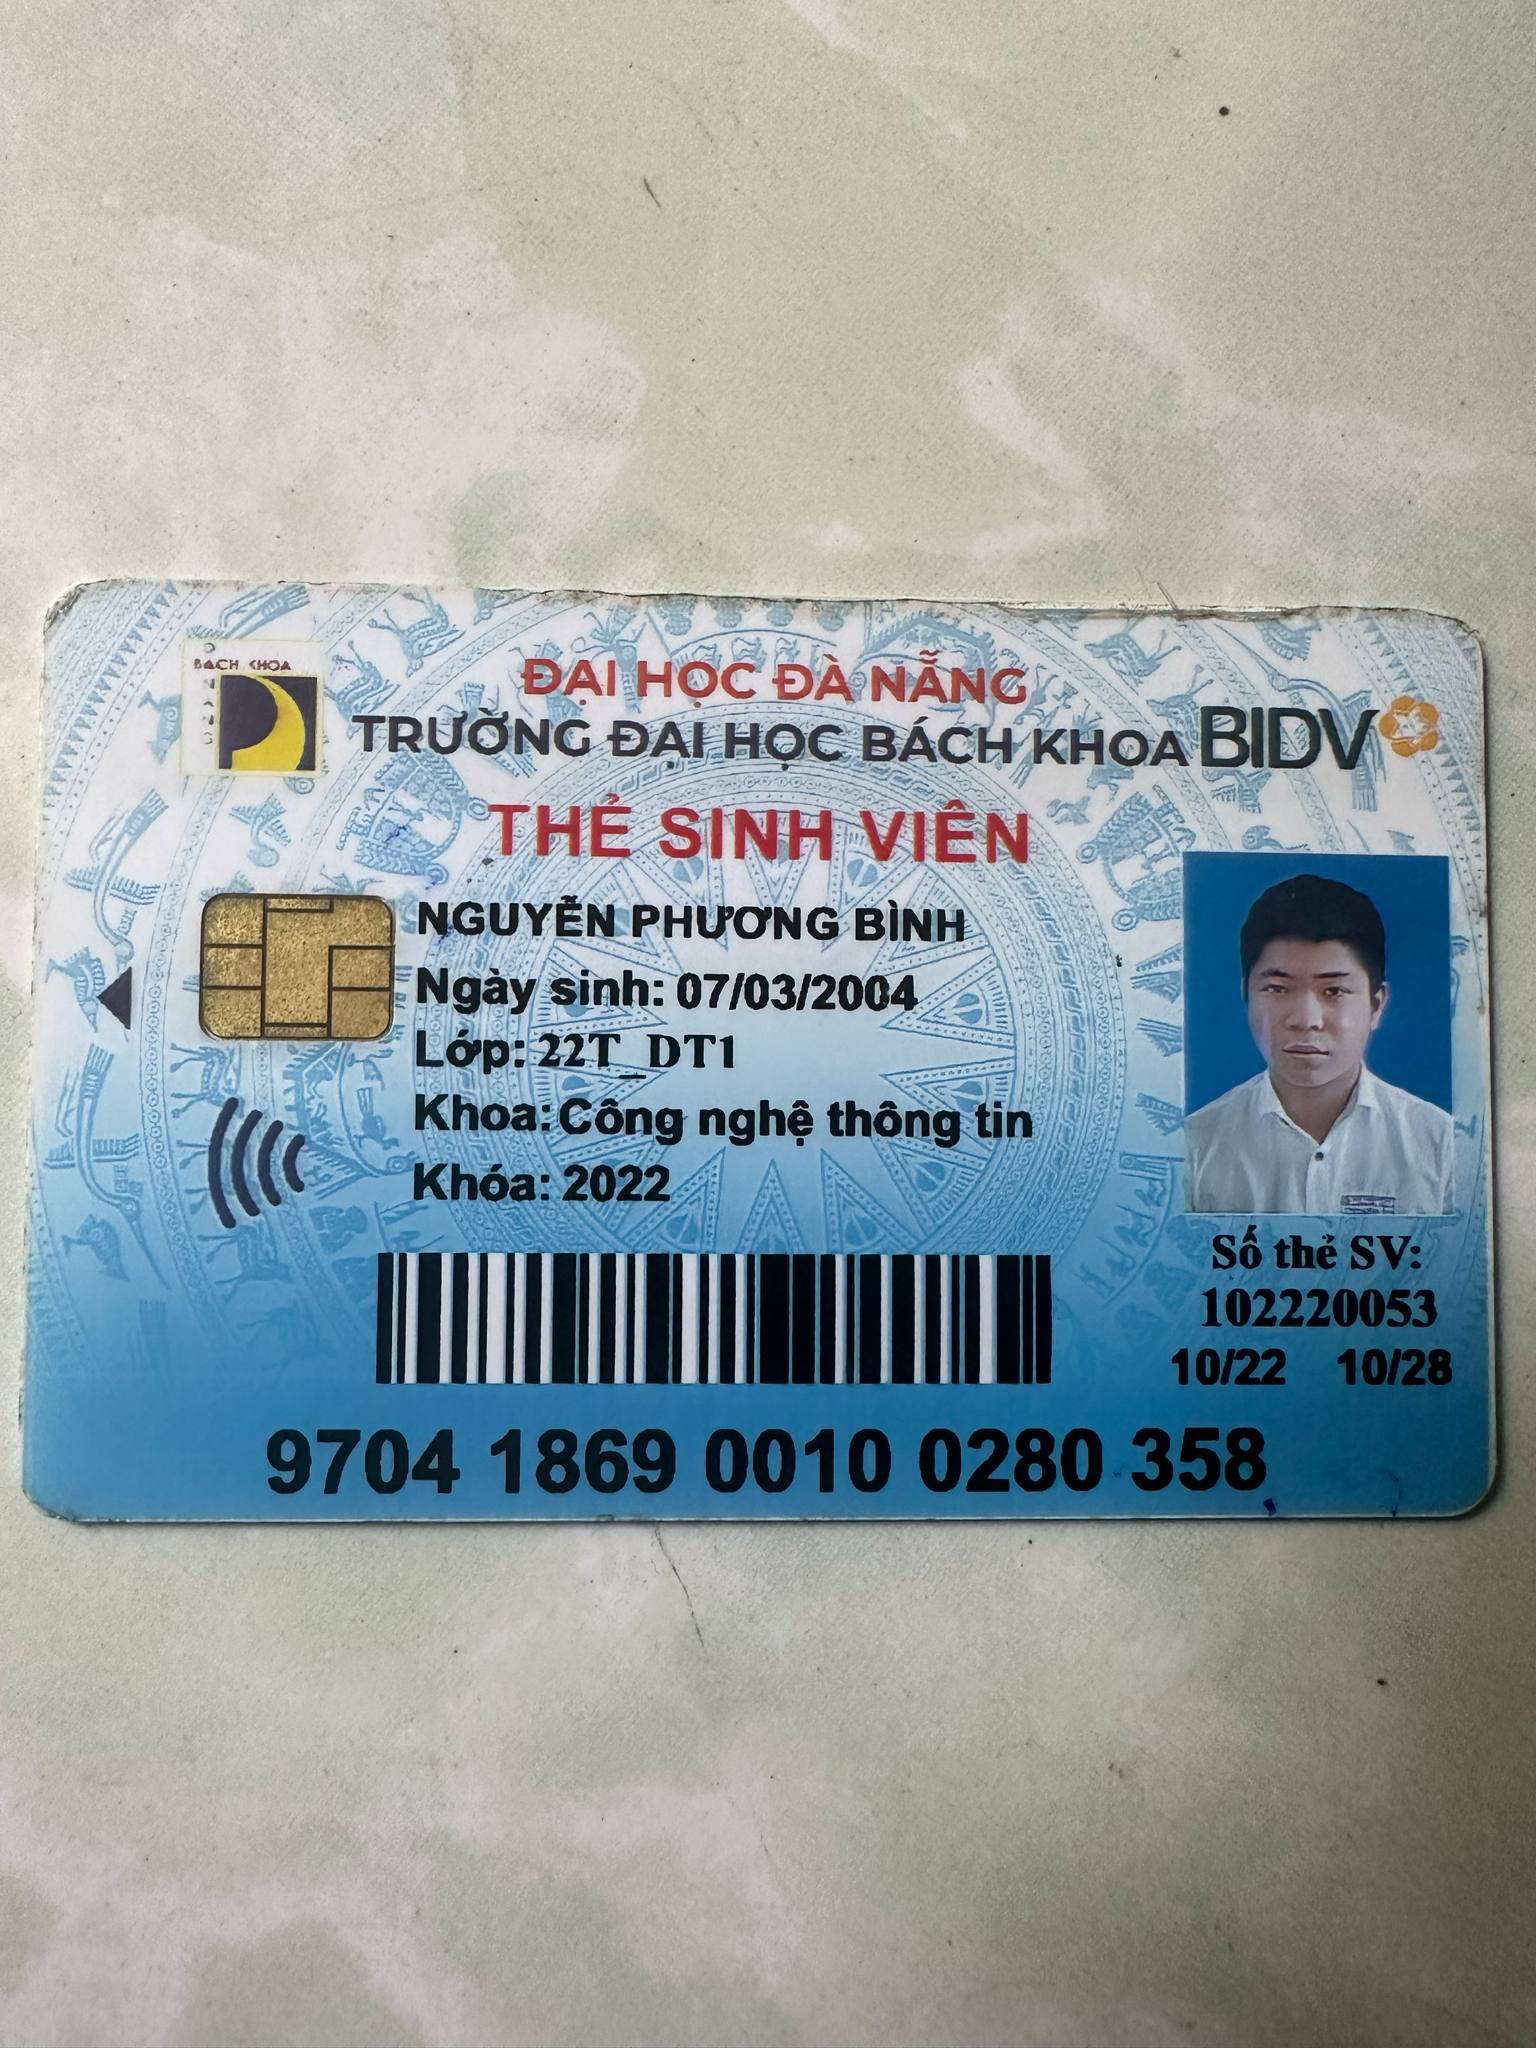 BÁCH KHOA
ĐÀ NẴNG
ĐẠI HỌC ĐÀ NẴNG
TRƯỜNG ĐẠI HỌC BÁCH KHOA
BIDV
THẺ SINH VIÊN
NGUYỄN PHƯƠNG BÌNH
Ngày sinh: 07/03/2004
Lớp: 22T_DT1
Khoa: Công nghệ thông tin
Khóa: 2022
Số thẻ SV:
102220053
10/22 10/28
9704 1869 0010 0280 358